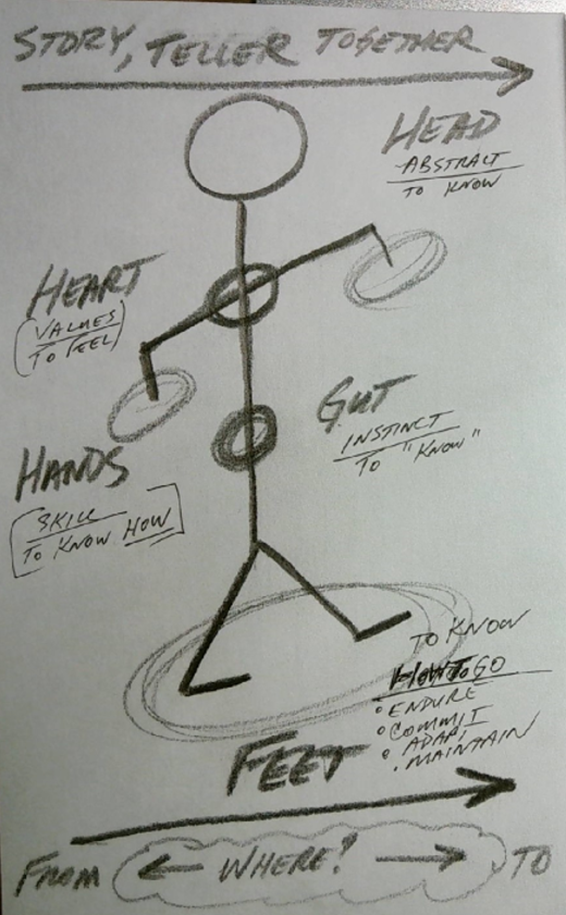 STORY, TELLER TOGETHER
HEAD
ABSTRACT
TO KNOW
HEART
(VALUES
TO FEEL)
GUT
INSTINCT
TO "KNOW"
HANDS
[SKILL
TO KNOW HOW]
TO KNOW
HOW TO GO
• ENDURE
• COMMIT
• ADAPT
• MAINTAIN
FEET
FROM ← WHERE? → TO